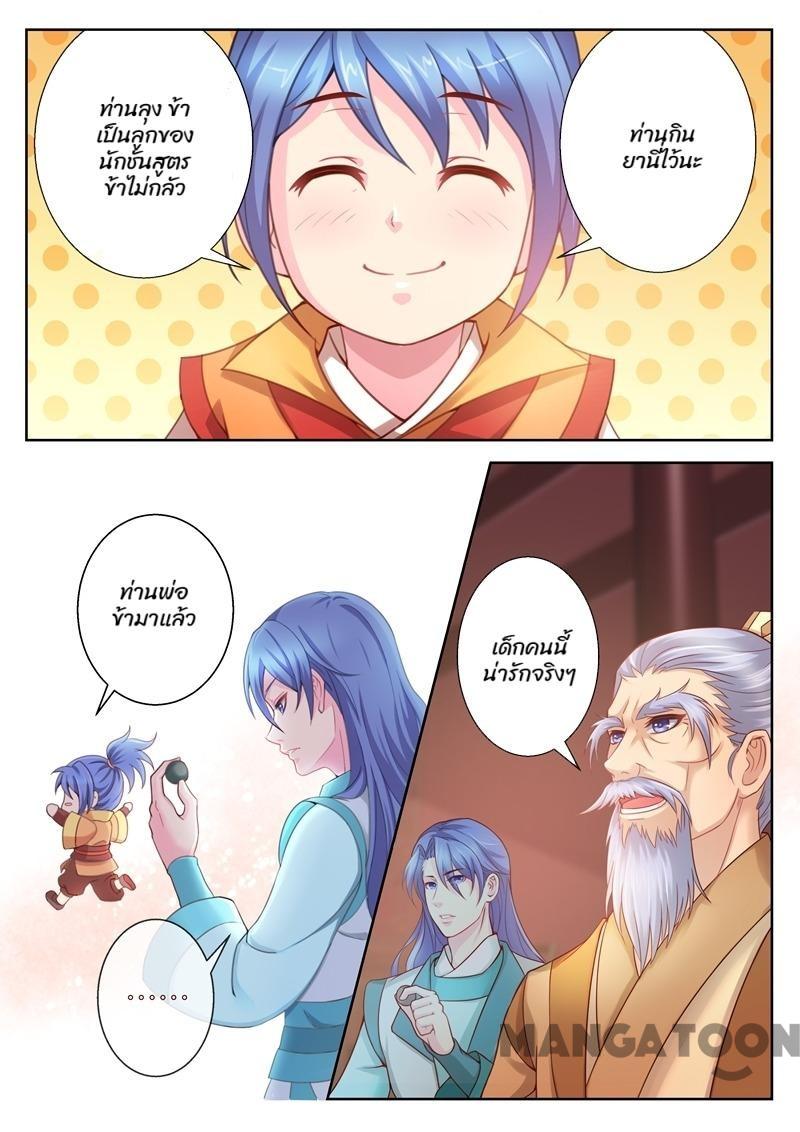 ท่านลุง ข้า
เป็นลูกของ
นักชันสูตร
ข้าไม่กลัว
ท่านกิน
ยานี่ไว้นะ
ท่านพ่อ
ข้ามาแล้ว
เด็กคนนี้
น่ารักจริงๆ
......
MANGATOON